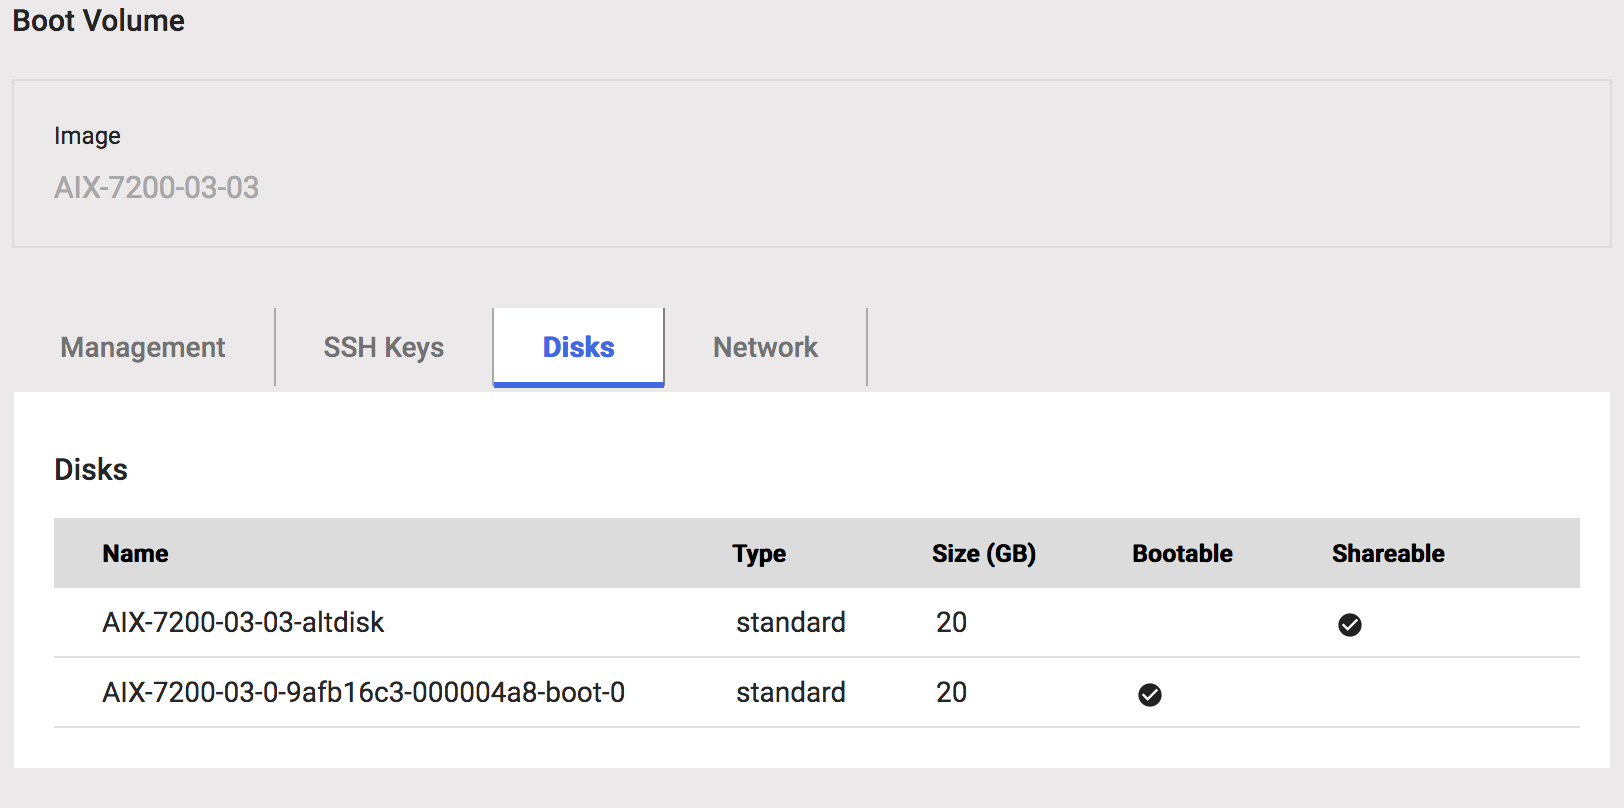 Boot Volume
Image
AIX-7200-03-03
Management SSH Keys Disks Network
Disks
Name Type Size (GB) Bootable Shareable
AIX-7200-03-03-altdisk standard 20
AIX-7200-03-0-9afb16c3-000004a8-boot-0 standard 20